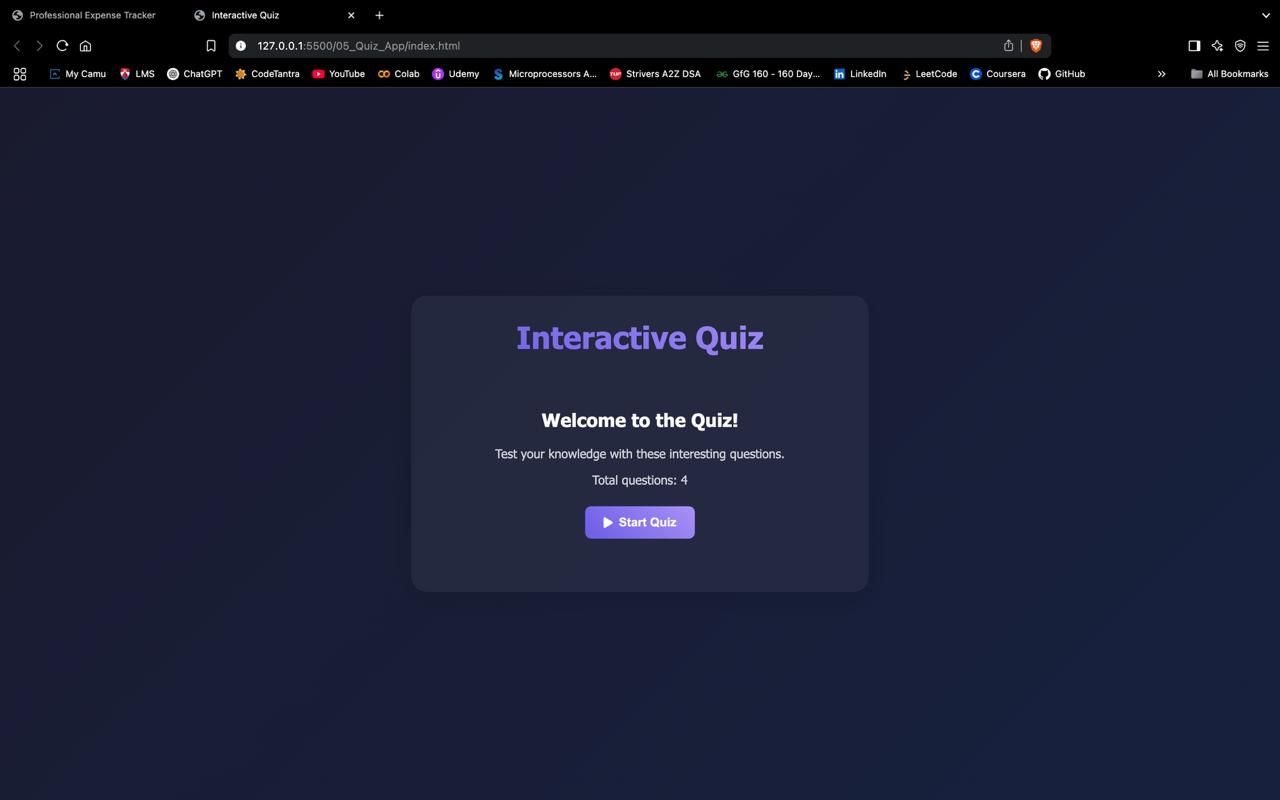 Professional Expense Tracker
Interactive Quiz
127.0.0.1:5500/05_Quiz_App/index.html
My Camu LMS ChatGPT CodeTantra YouTube Colab Udemy Microprocessors A... Strivers A2Z DSA GfG 160 - 160 Day... LinkedIn LeetCode Coursera GitHub All Bookmarks
Interactive Quiz
Welcome to the Quiz!
Test your knowledge with these interesting questions.
Total questions: 4
Start Quiz